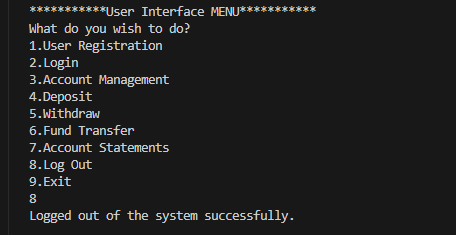 ***********User Interface MENU***********
What do you wish to do?
1.User Registration
2.Login
3.Account Management
4.Deposit
5.Withdraw
6.Fund Transfer
7.Account Statements
8.Log Out
9.Exit
8
Logged out of the system successfully.